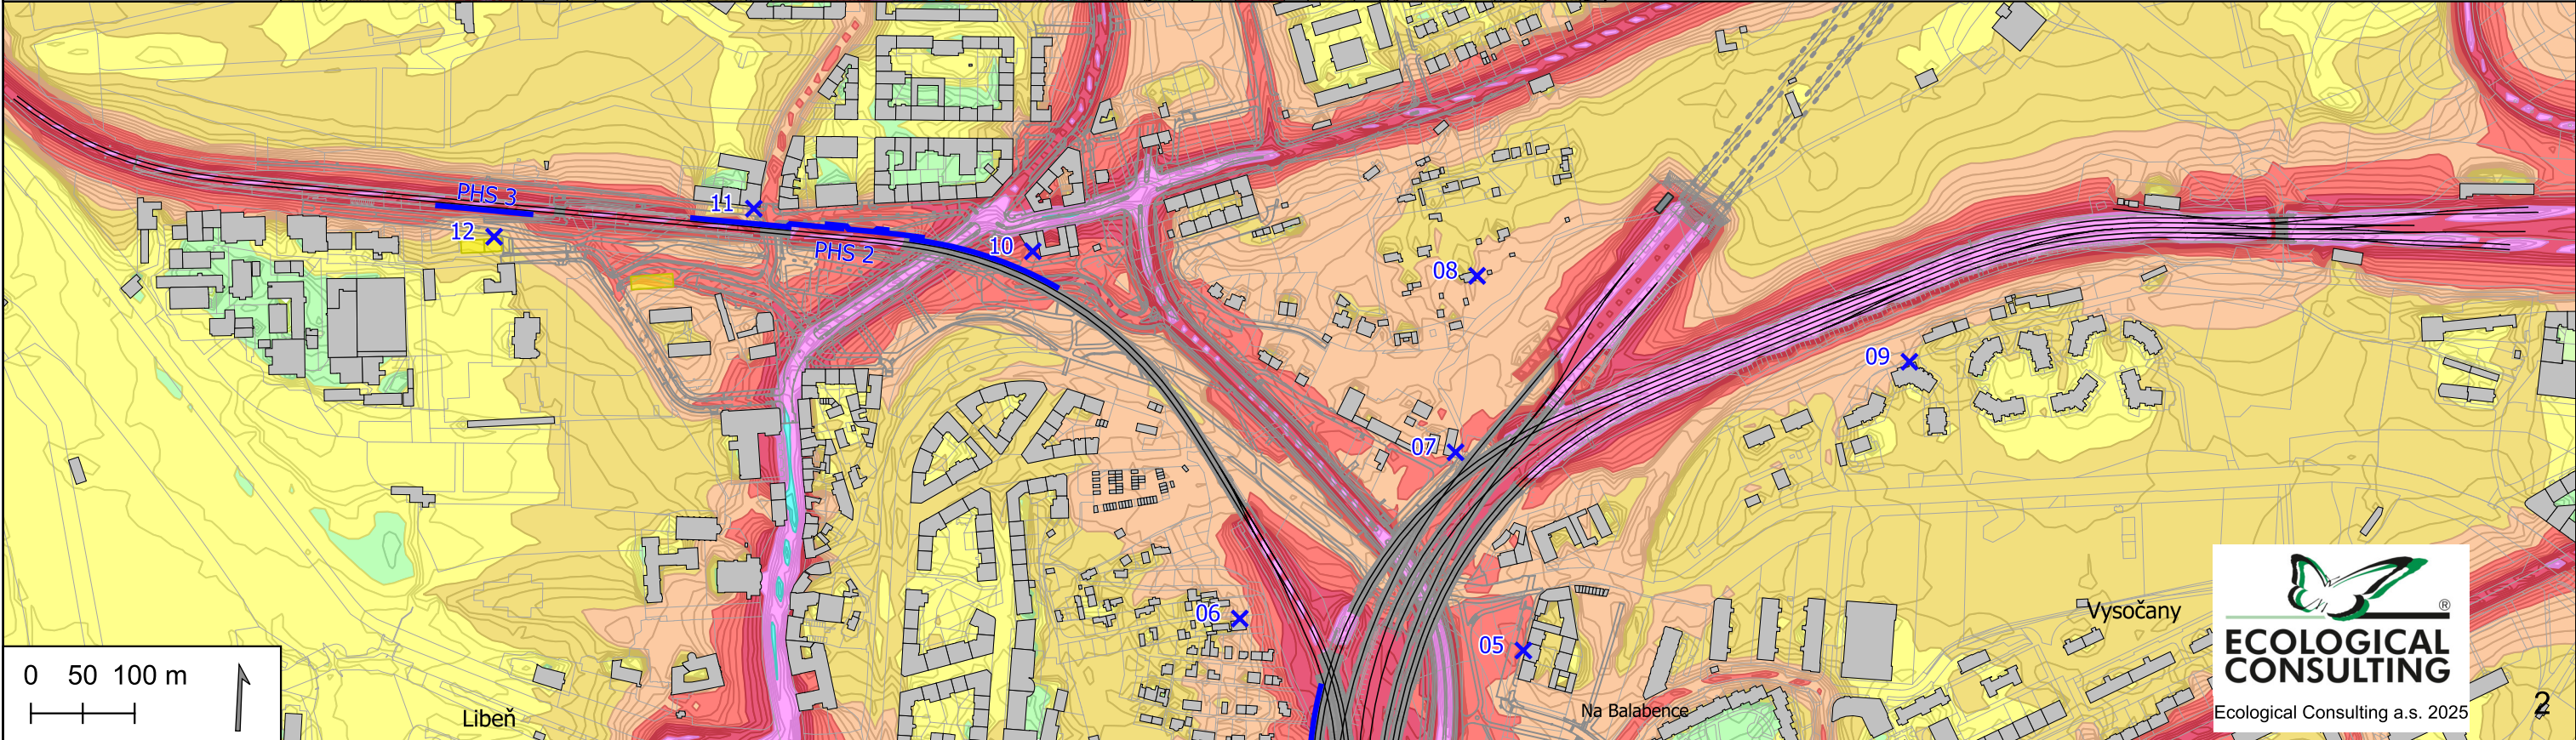 PHS 3
11
12
PHS 2
10
08
09
07
06
05
Vysočany
Na Balabence
Libeň
0 50 100 m
®
ECOLOGICAL
CONSULTING
Ecological Consulting a.s. 2025